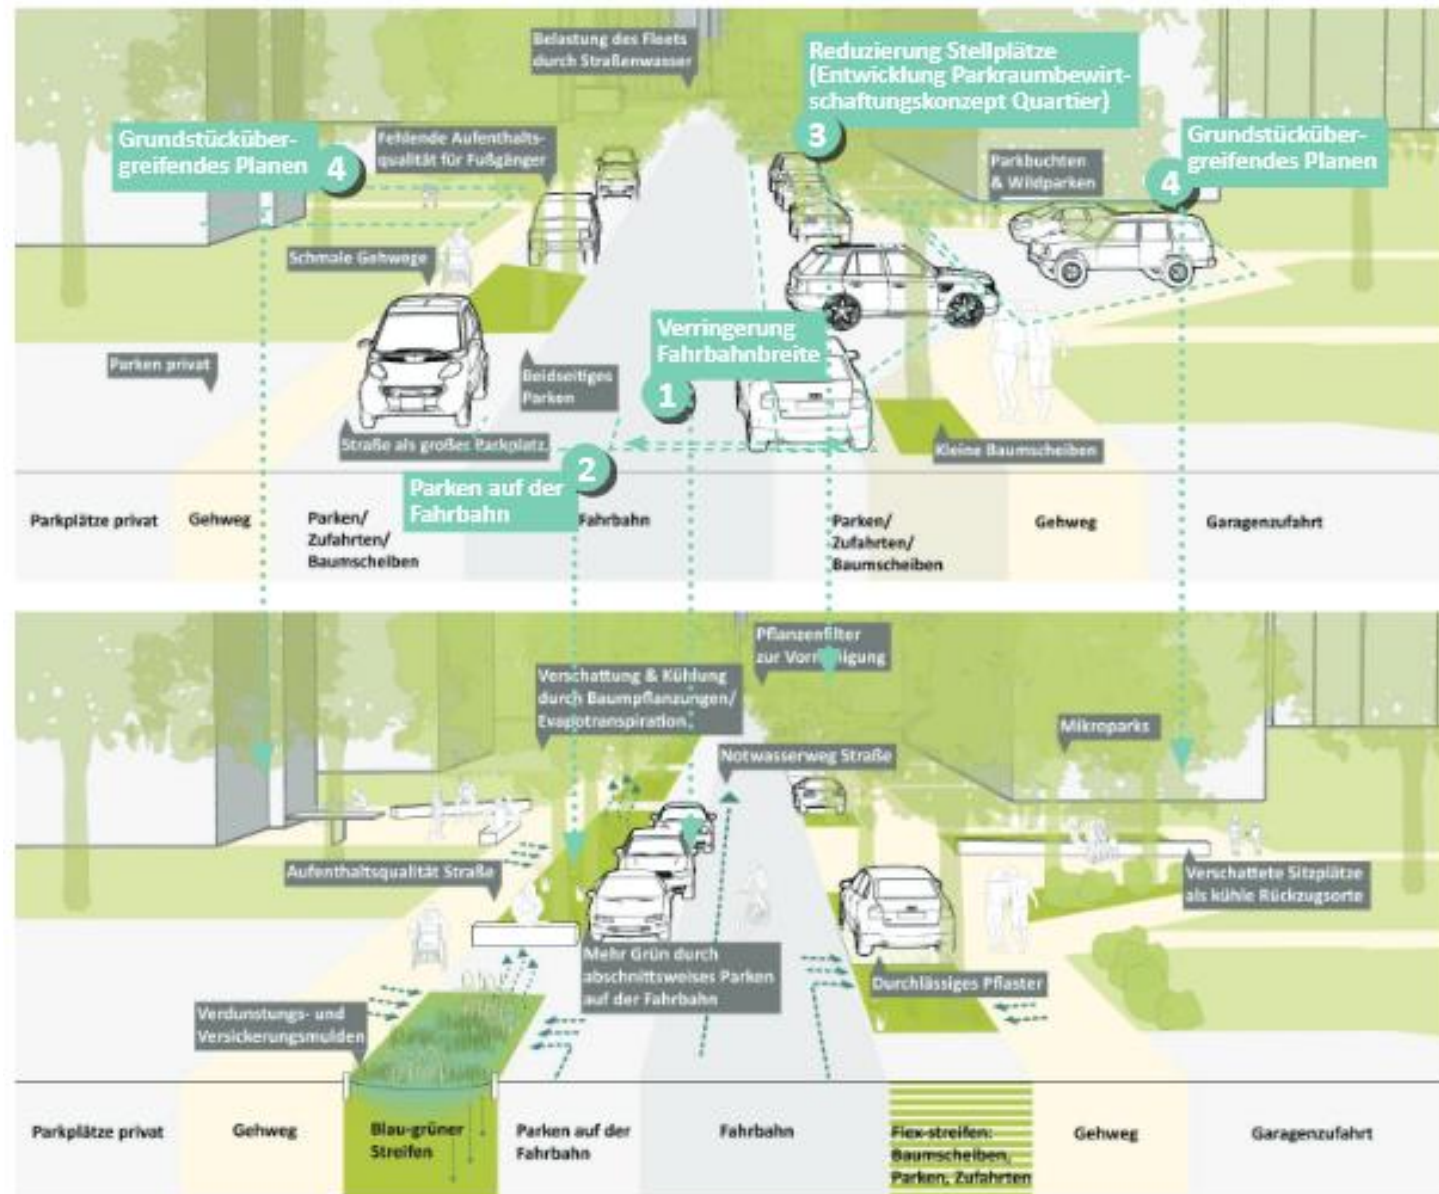 Belastung des Fleets
durch Straßenwasser
Reduzierung Stellplätze
(Entwicklung Parkraumbewirt-
schaftungskonzept Quartier)
3
Grundstücküber-
greifendes Planen
4
Fehlende Aufenthalts-
qualität für Fußgänger
Parkbuchten
& Wildparken
Grundstücküber-
greifendes Planen
4
Schmale Gehwege
Verringerung
Fahrbahnbreite
1
Parken privat
Beidseitiges
Parken
Straße als großer Parkplatz
Kleine Baumscheiben
2
Parken auf der
Fahrbahn
Parkplätze privat
Gehweg
Parken/
Zufahrten/
Baumscheiben
Fahrbahn
Parken/
Zufahrten/
Baumscheiben
Gehweg
Garagenzufahrt
Pflanzenfilter
zur
Verschattung & Kühlung
durch Baumpflanzungen/
Evapotranspiration
Mikroparks
Notwasserweg Straße
Aufenthaltsqualität Straße
Verschattete Sitzplätze
als kühle Rückzugsorte
Mehr Grün durch
abschnittsweises Parken
auf der Fahrbahn
Durchlässiges Pflaster
Verdunstungs- und
Versickerungsmulden
Parkplätze privat
Gehweg
Blau-grüner
Streifen
Parken auf der
Fahrbahn
Fahrbahn
Flex-streifen:
Baumscheiben,
Parken, Zufahrten
Gehweg
Garagenzufahrt